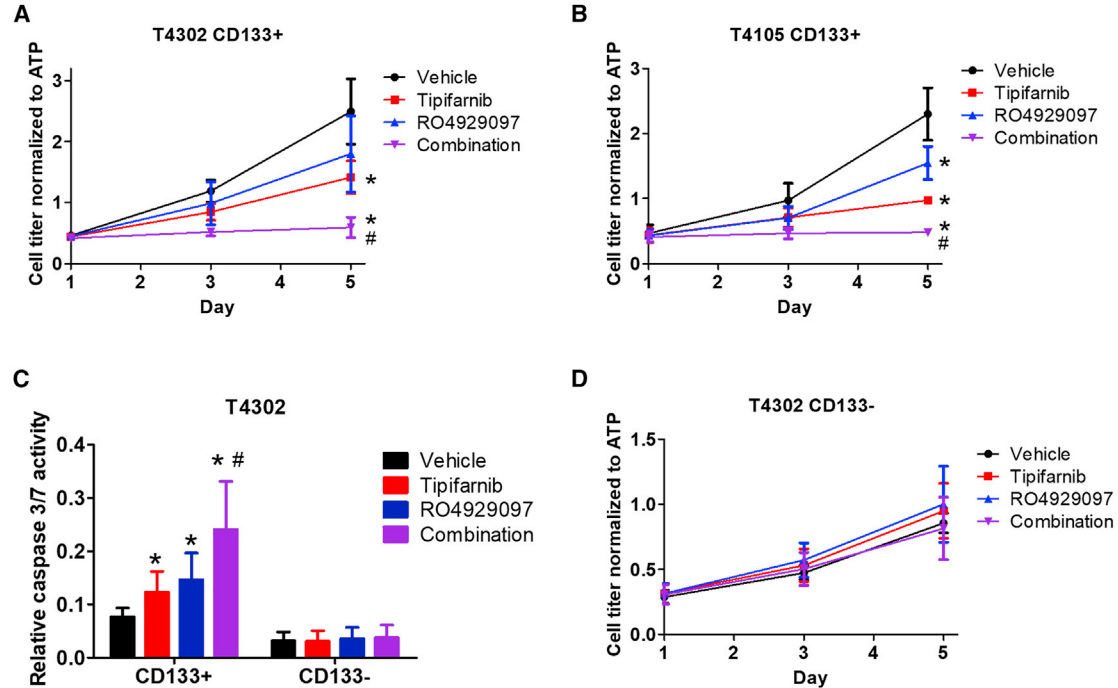 A
T4302 CD133+
Cell titer normalized to ATP
3
2
1
0
1 2 3 4 5
Day
Vehicle
Tipifarnib
RO4929097
Combination
*
*
#
B
T4105 CD133+
Cell titer normalized to ATP
3
2
1
0
1 2 3 4 5
Day
Vehicle
Tipifarnib
RO4929097
Combination
*
*
*
#
C
T4302
Relative caspase 3/7 activity
0.4
0.3
0.2
0.1
0.0
* * * #
CD133+ CD133-
Vehicle
Tipifarnib
RO4929097
Combination
D
T4302 CD133-
Cell titer normalized to ATP
1.5
1.0
0.5
0.0
1 2 3 4 5
Day
Vehicle
Tipifarnib
RO4929097
Combination